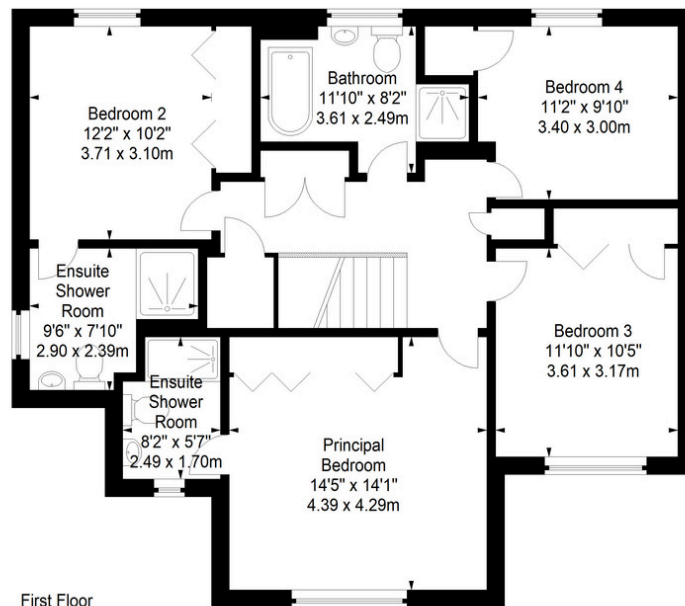 Bedroom 2
12'2" x 10'2"
3.71 x 3.10m
Bathroom
11'10" x 8'2"
3.61 x 2.49m
Bedroom 4
11'2" x 9'10"
3.40 x 3.00m
Ensuite
Shower
Room
9'6" x 7'10"
2.90 x 2.39m
Ensuite
Shower
Room
8'2" x 5'7"
2.49 x 1.70m
Principal
Bedroom
14'5" x 14'1"
4.39 x 4.29m
Bedroom 3
11'10" x 10'5"
3.61 x 3.17m
First Floor